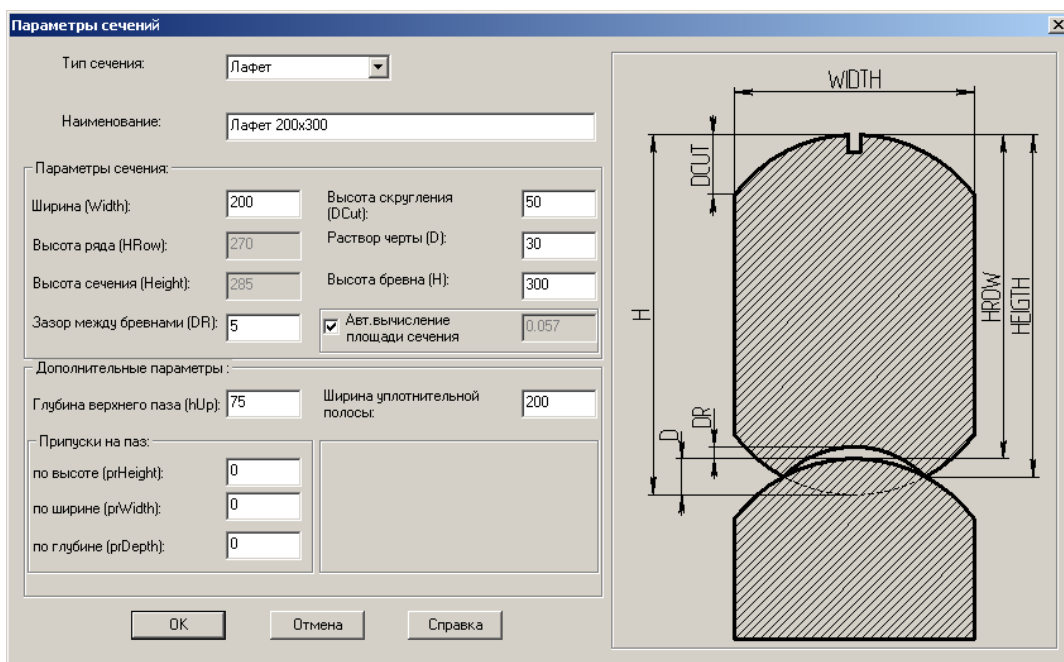 Параметры сечений
Тип сечения:
Лафет
Наименование:
Лафет 200x300
Параметры сечения:
Ширина (Width):
200
Высота скругления
(DCut):
50
Высота ряда (HRow):
270
Раствор черты (D):
30
Высота сечения (Height):
285
Высота бревна (H):
300
Зазор между бревнами (DR):
5
Авт.вычисление
площади сечения
0.057
Дополнительные параметры :
Глубина верхнего паза (hUp):
75
Ширина уплотнительной
полосы:
200
Припуски на паз:
по высоте (prHeight):
0
по ширине (prWidth):
0
по глубине (prDepth):
0
OK
Отмена
Справка
WIDTH
DCUT
H
HROW
HEIGTH
DR
D